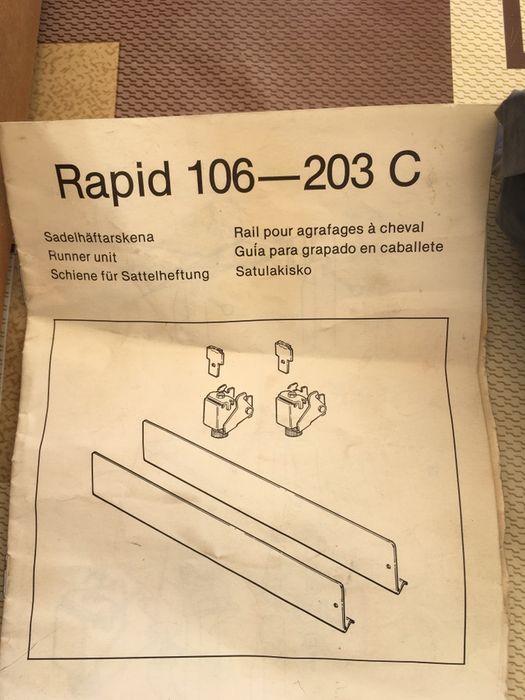 Rapid 106—203 C
Sadelhäftarskena
Runner unit
Schiene für Sattelheftung
Rail pour agrafages à cheval
Guía para grapado en caballete
Satulakisko